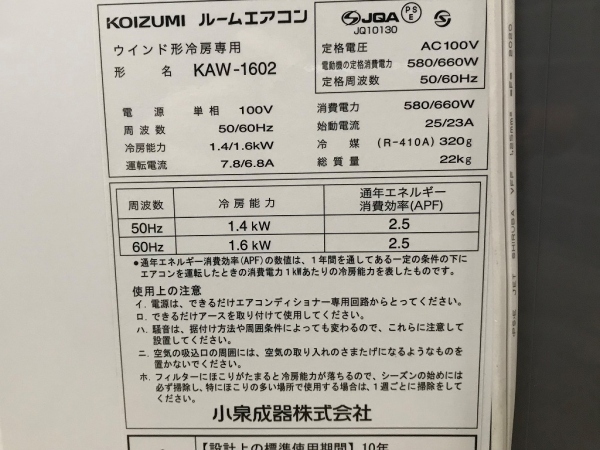 KOIZUMI ルームエアコン
ウインド形冷房専用
形 名 KAW-1602
JQA
JQ10130
PS
E
S
定格電圧 AC100V
電動機の定格消費電力 580/660W
定格周波数 50/60Hz
電 源 単相 100V
周 波 数 50/60Hz
冷房能力 1.4/1.6kW
運転電流 7.8/6.8A
消費電力 580/660W
始動電流 25/23A
冷 媒 (R-410A) 320g
総 質 量 22kg
周波数 冷 房 能 力 通年エネルギー
消費効率(APF)
50Hz 1.4 kW 2.5
60Hz 1.6 kW 2.5
●通年エネルギー消費効率(APF)の数値は、1年間を通してある一定の条件の下に
エアコンを運転したときの消費電力1kWあたりの冷房能力を表したものです。
使用上の注意
イ. 電源は、できるだけエアコンディショナー専用回路からとってください。
ロ. できるだけアースを取り付けて使用してください。
ハ. 騒音は、据付け方法や周囲条件によっても変わるので、これらに注意して
設置してください。
ニ. 空気の吸込口の周囲には、空気の取り入れのさまたげになるようなものを
置かないでください。
ホ. フィルターにほこりがたまると冷房能力が落ちるので、シーズンの始めには
必ず掃除し、特にほこりの多い場所で使用する場合は、1週ごとに掃除をして
ください。
小泉成器株式会社
【設計上の標準使用期間】10年